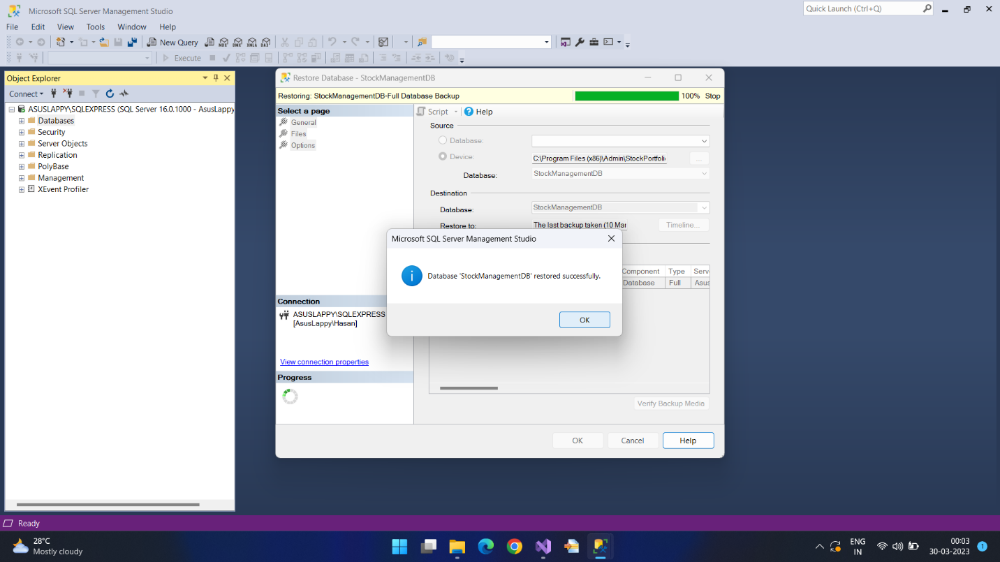 Microsoft SQL Server Management Studio
Quick Launch (Ctrl+Q)
File Edit View Tools Window Help
New Query
MDX DMX XMLA DAX
Execute
Object Explorer
Connect
ASUSLAPPY\SQLEXPRESS (SQL Server 16.0.1000 - AsusLappy
Databases
Security
Server Objects
Replication
PolyBase
Management
XEvent Profiler
Restore Database - StockManagementDB
Restoring: StockManagementDB-Full Database Backup
100% Stop
Select a page
General
Files
Options
Script
Help
Source
Database:
Device:
C:\Program Files (x86)\Admin\StockPortfoli
...
Database:
StockManagementDB
Destination
Database:
StockManagementDB
Restore to:
The last backup taken (10 Mar
Timeline...
Component Type Serve
Database Full Asus
Microsoft SQL Server Management Studio
Database 'StockManagementDB' restored successfully.
OK
Connection
ASUSLAPPY\SQLEXPRESS
[AsusLappy\Hasan]
View connection properties
Progress
Verify Backup Media
OK Cancel Help
Ready
28°C
Mostly cloudy
ENG
IN
00:03
30-03-2023
1